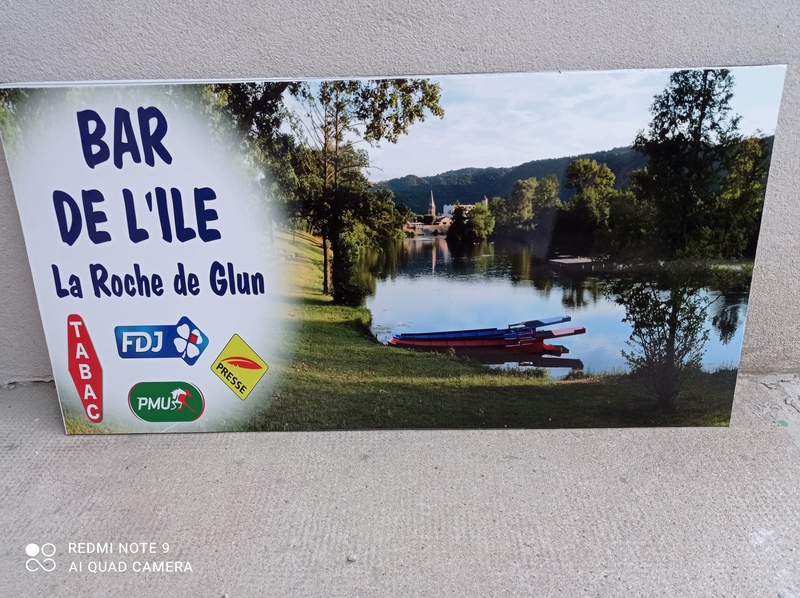 BAR
DE L'ILE
La Roche de Glun
TABAC
FDJ
PRESSE
PMU
REDMI NOTE 9
AI QUAD CAMERA